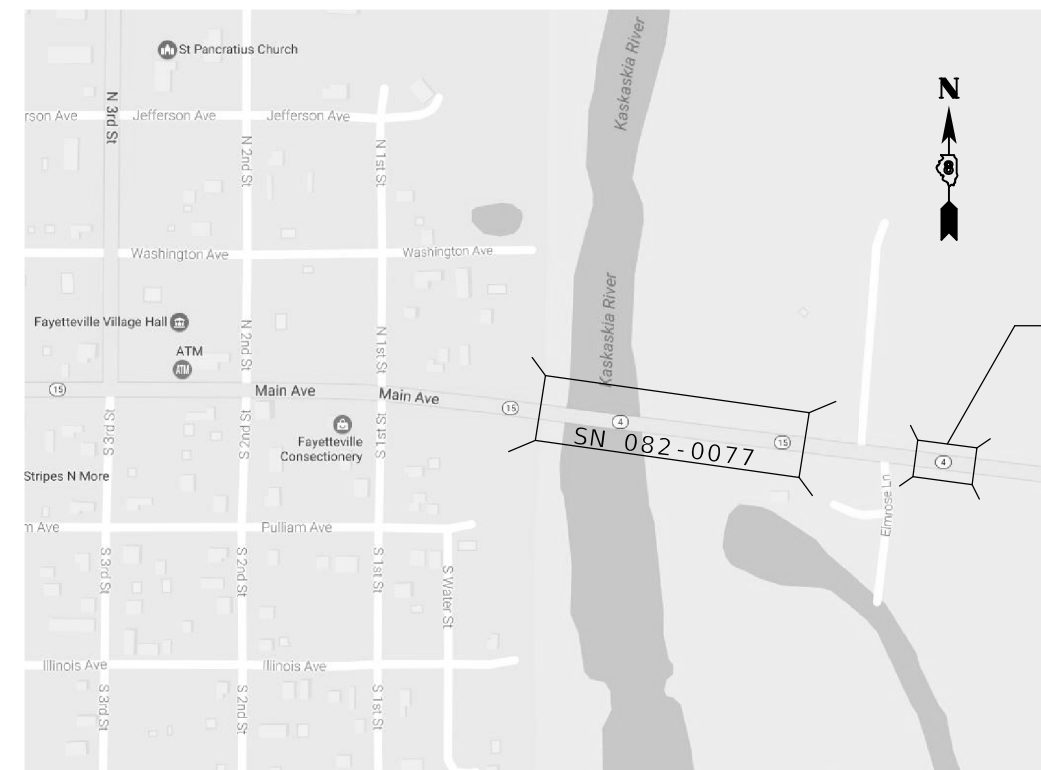 St Pancratius Church
Kaskaskia River
N
8
N 3rd St
rson Ave
Jefferson Ave
Jefferson Ave
N 2nd St
N 1st St
Washington Ave
Washington Ave
Kaskaskia River
Fayetteville Village Hall
N 2nd St
N 1st St
ATM
ATM
15
Main Ave
Main Ave
15
4
15
4
SN 082-0077
S 3rd St
S 2nd St
S 1st St
Fayetteville
Consectionery
Stripes N More
Elmrose Ln
m Ave
Pulliam Ave
S 3rd St
S 2nd St
S 1st St
S Water St
Illinois Ave
Illinois Ave
S 3rd St
S 2nd St
S 1st St